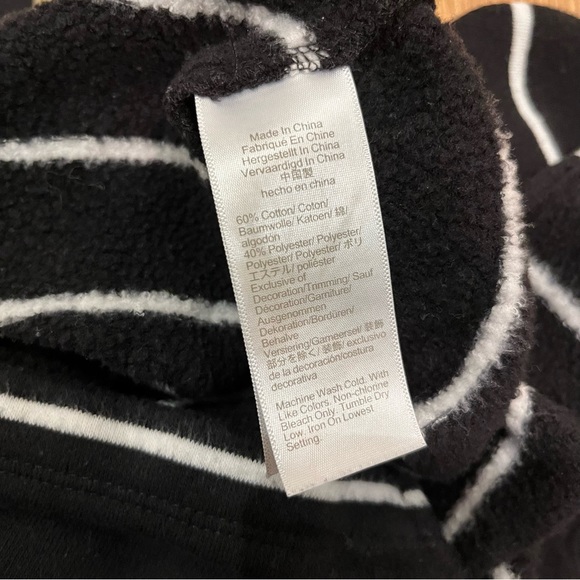 Made In China
Fabriqué En Chine
Hergestellt In China
Vervaardigd In China
中国製
hecho en china
60% Cotton/ Coton/
Baumwolle/ Katoen/ 綿/
algodón
40% Polyester/ Polyester/
Polyester/ Polyester/ ポリ
エステル/ poliéster
Exclusive of
Decoration/Trimming/ Sauf
Décoration/Garniture/
Ausgenommen
Dekoration/Bordüren/
Behalve
Versiering/Garneersel/ 装飾
部分を除く/ 装飾/ exclusivo
de la decoración/costura
decorativa
Machine Wash Cold. With
Like Colors. Non-chlorine
Bleach Only. Tumble Dry
Low. Iron On Lowest
Setting.